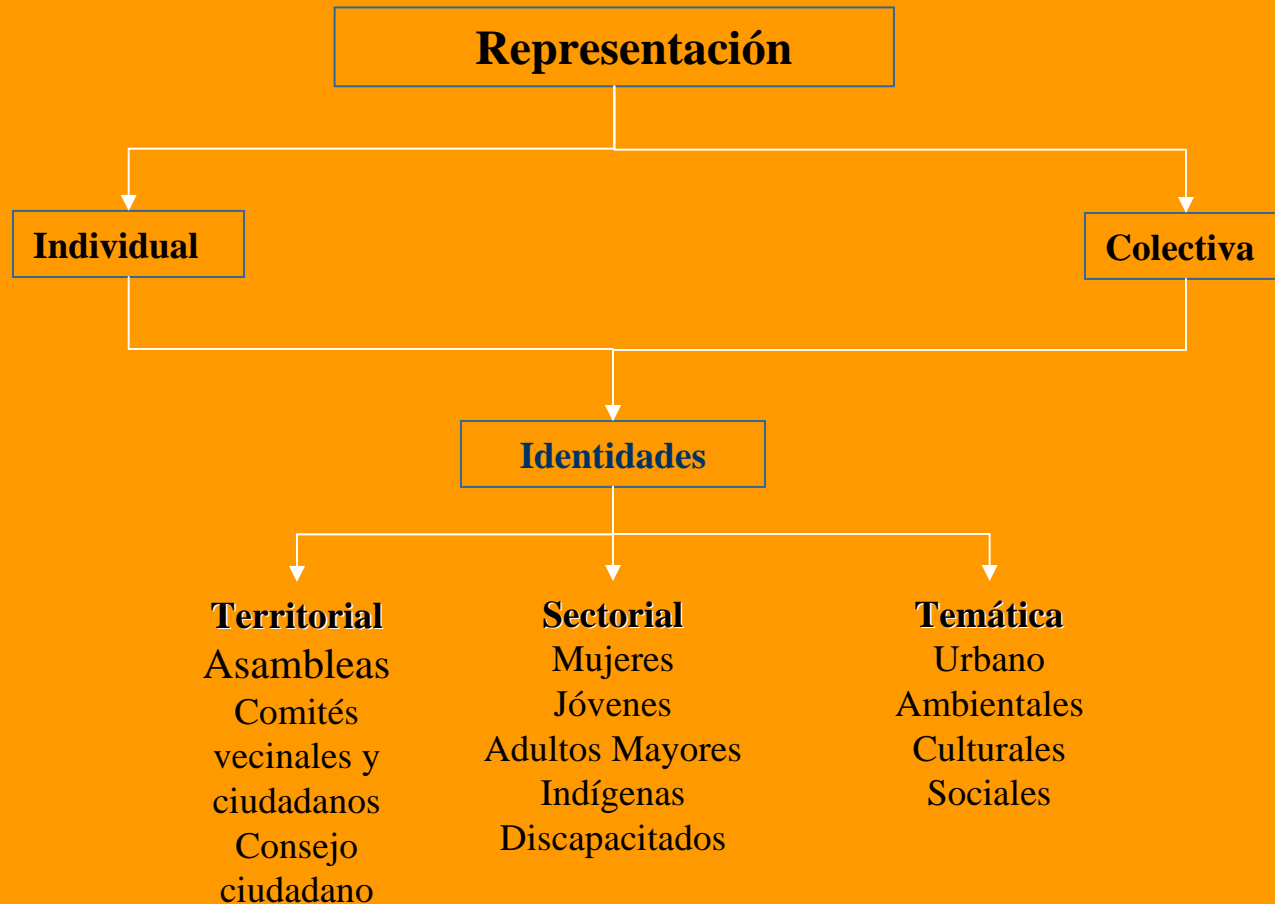 Representación
Individual
Colectiva
Identidades
Territorial
Asambleas
Comités
vecinales y
ciudadanos
Consejo
ciudadano
Sectorial
Mujeres
Jóvenes
Adultos Mayores
Indígenas
Discapacitados
Temática
Urbano
Ambientales
Culturales
Sociales